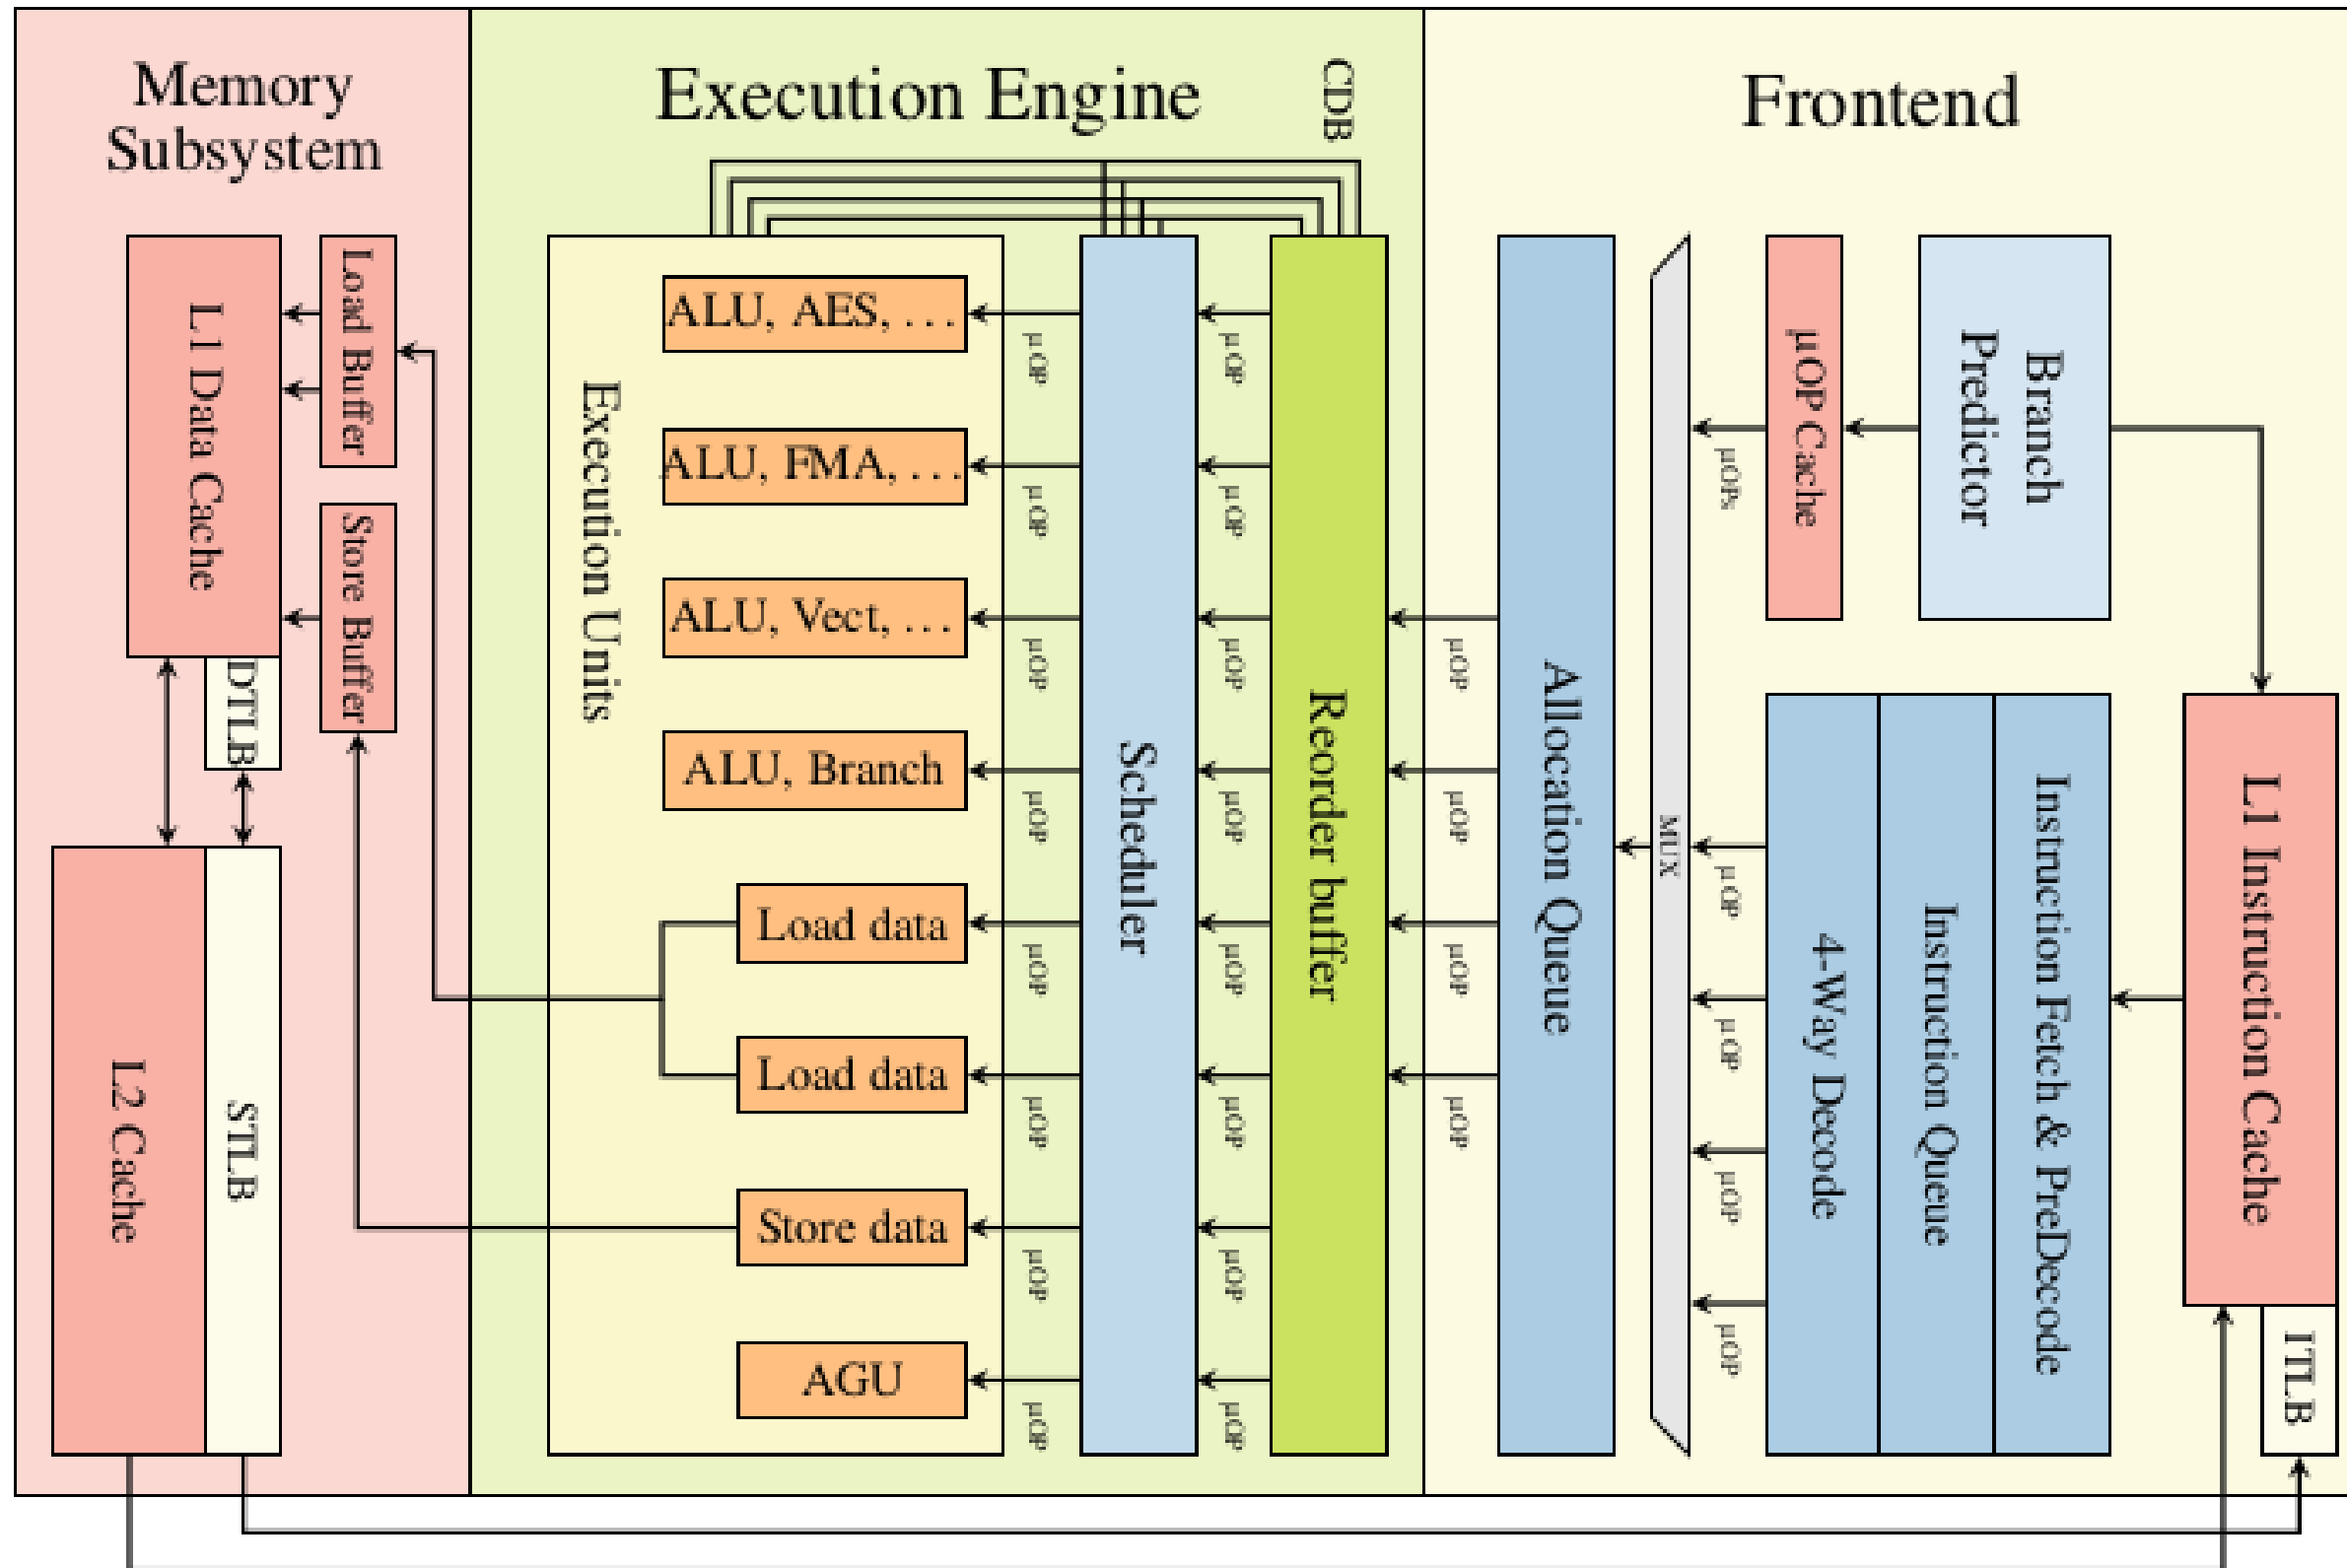 Memory
Subsystem
L1 Data Cache
Load Buffer
Store Buffer
DTLB
L2 Cache
STLB
Execution Engine
CDB
Execution Units
ALU, AES, . . .
ALU, FMA, . . .
ALU, Vect, . . .
ALU, Branch
Load data
Load data
Store data
AGU
µOP
µOP
µOP
µOP
µOP
µOP
µOP
µOP
Scheduler
µOP
µOP
µOP
µOP
µOP
µOP
µOP
µOP
Reorder buffer
Frontend
µOP
µOP
µOP
µOP
Allocation Queue
MUX
µOPs
µOP
µOP
µOP
µOP
µOP Cache
Branch
Predictor
4-Way Decode
Instruction Queue
Instruction Fetch & PreDecode
L1 Instruction Cache
ITLB